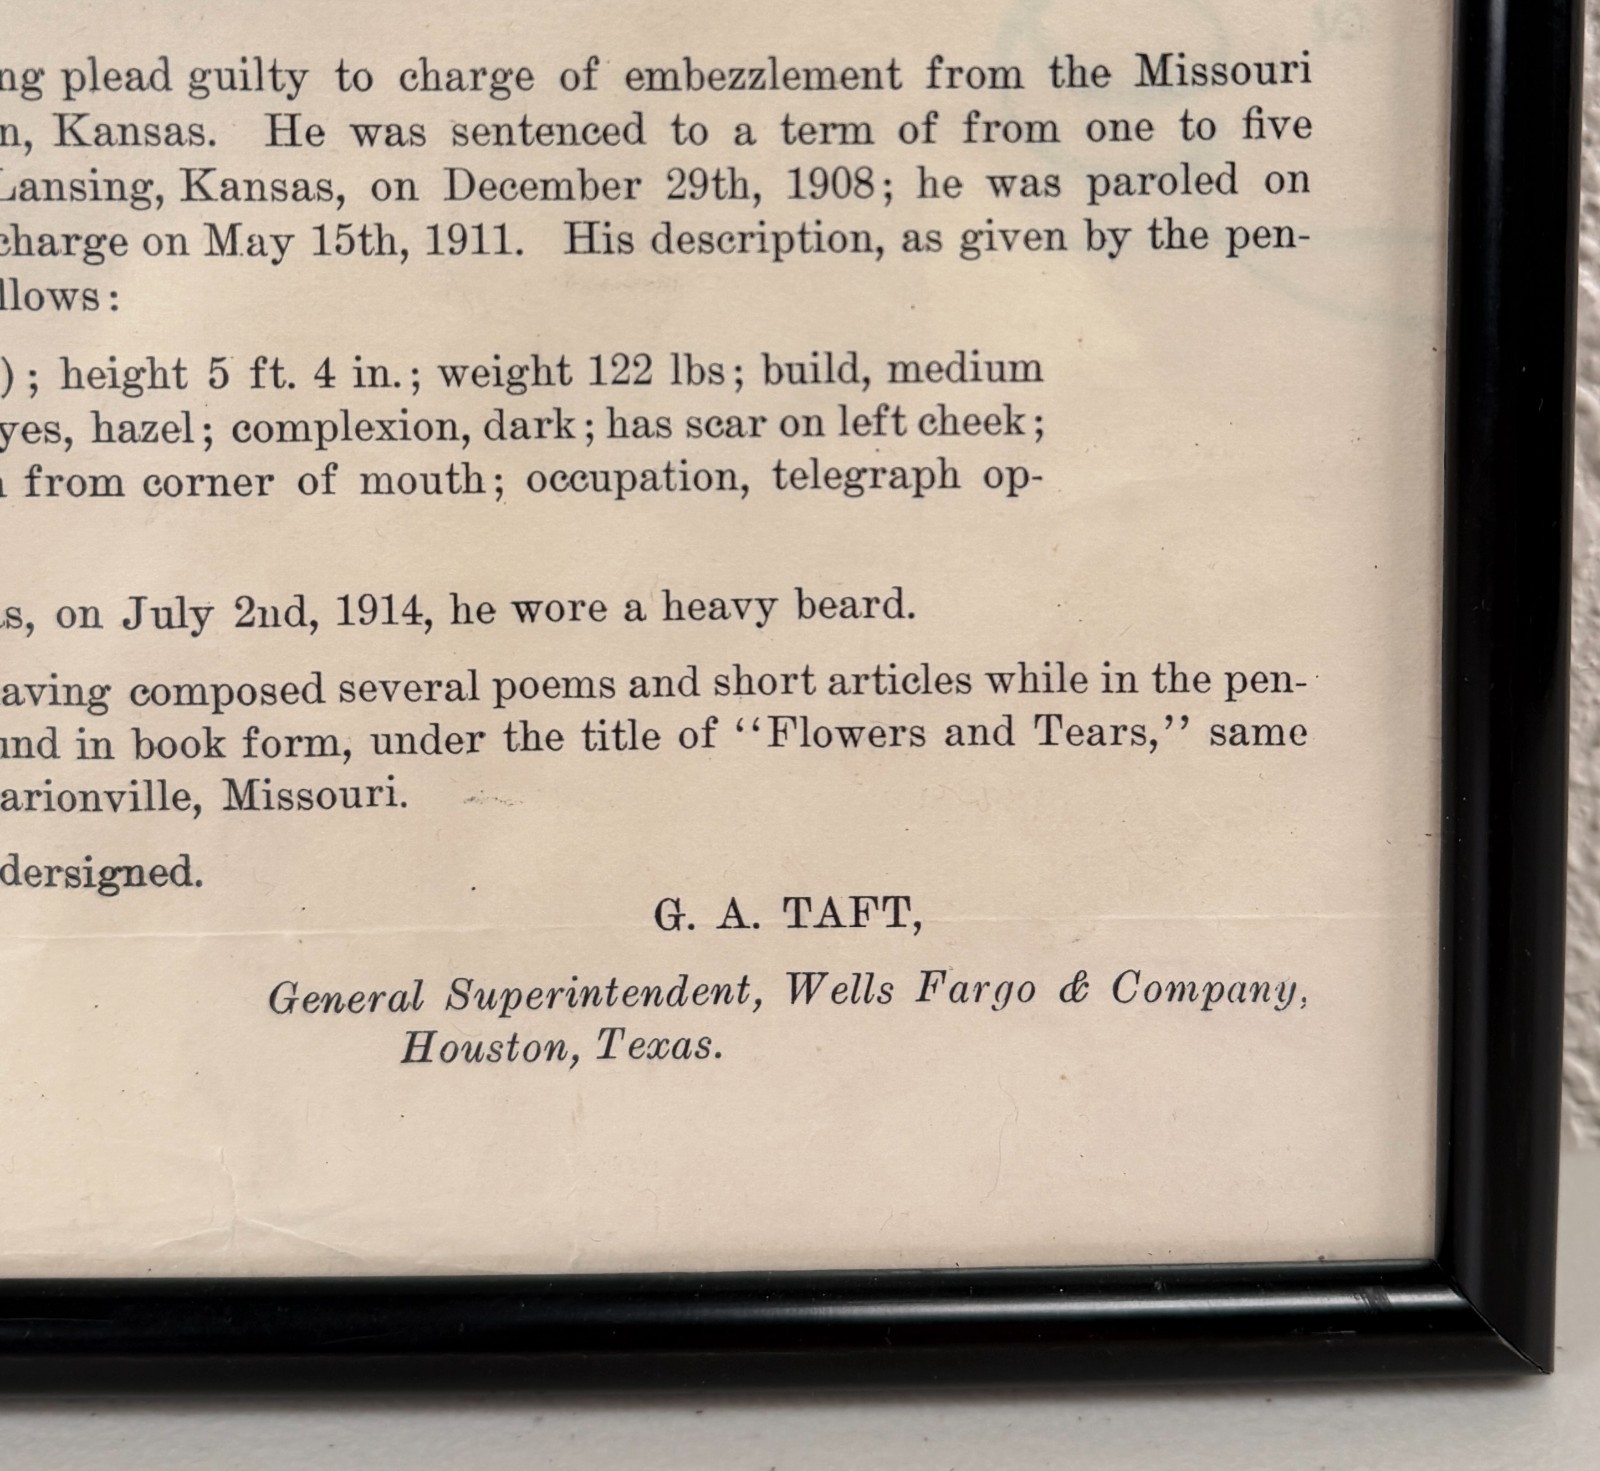 ng plead guilty to charge of embezzlement from the Missouri
n, Kansas. He was sentenced to a term of from one to five
Lansing, Kansas, on December 29th, 1908; he was paroled on
charge on May 15th, 1911. His description, as given by the pen-
llows:
); height 5 ft. 4 in.; weight 122 lbs; build, medium
yes, hazel; complexion, dark; has scar on left cheek;
from corner of mouth; occupation, telegraph op-
s, on July 2nd, 1914, he wore a heavy beard.
aving composed several poems and short articles while in the pen-
und in book form, under the title of “Flowers and Tears,” same
arionville, Missouri.
dersigned.
G. A. TAFT,
General Superintendent, Wells Fargo & Company,
Houston, Texas.